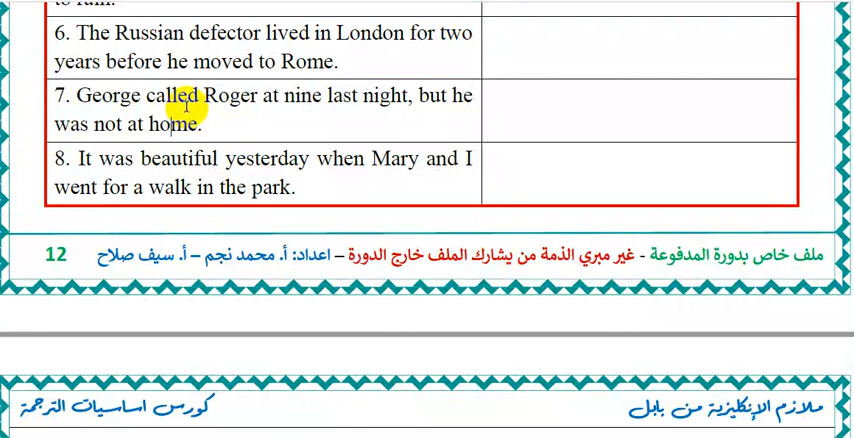 to rain.
6. The Russian defector lived in London for two
years before he moved to Rome.
7. George called Roger at nine last night, but he
was not at home.
8. It was beautiful yesterday when Mary and I
went for a walk in the park.
ملف خاص بدورة المدفوعة - غير مبري الذمة من يشارك الملف خارج الدورة – اعداد: أ. محمد نجم – أ. سيف صلاح 12
ملازم الإنكليزية من بابل
كورس اساسيات الترجمة